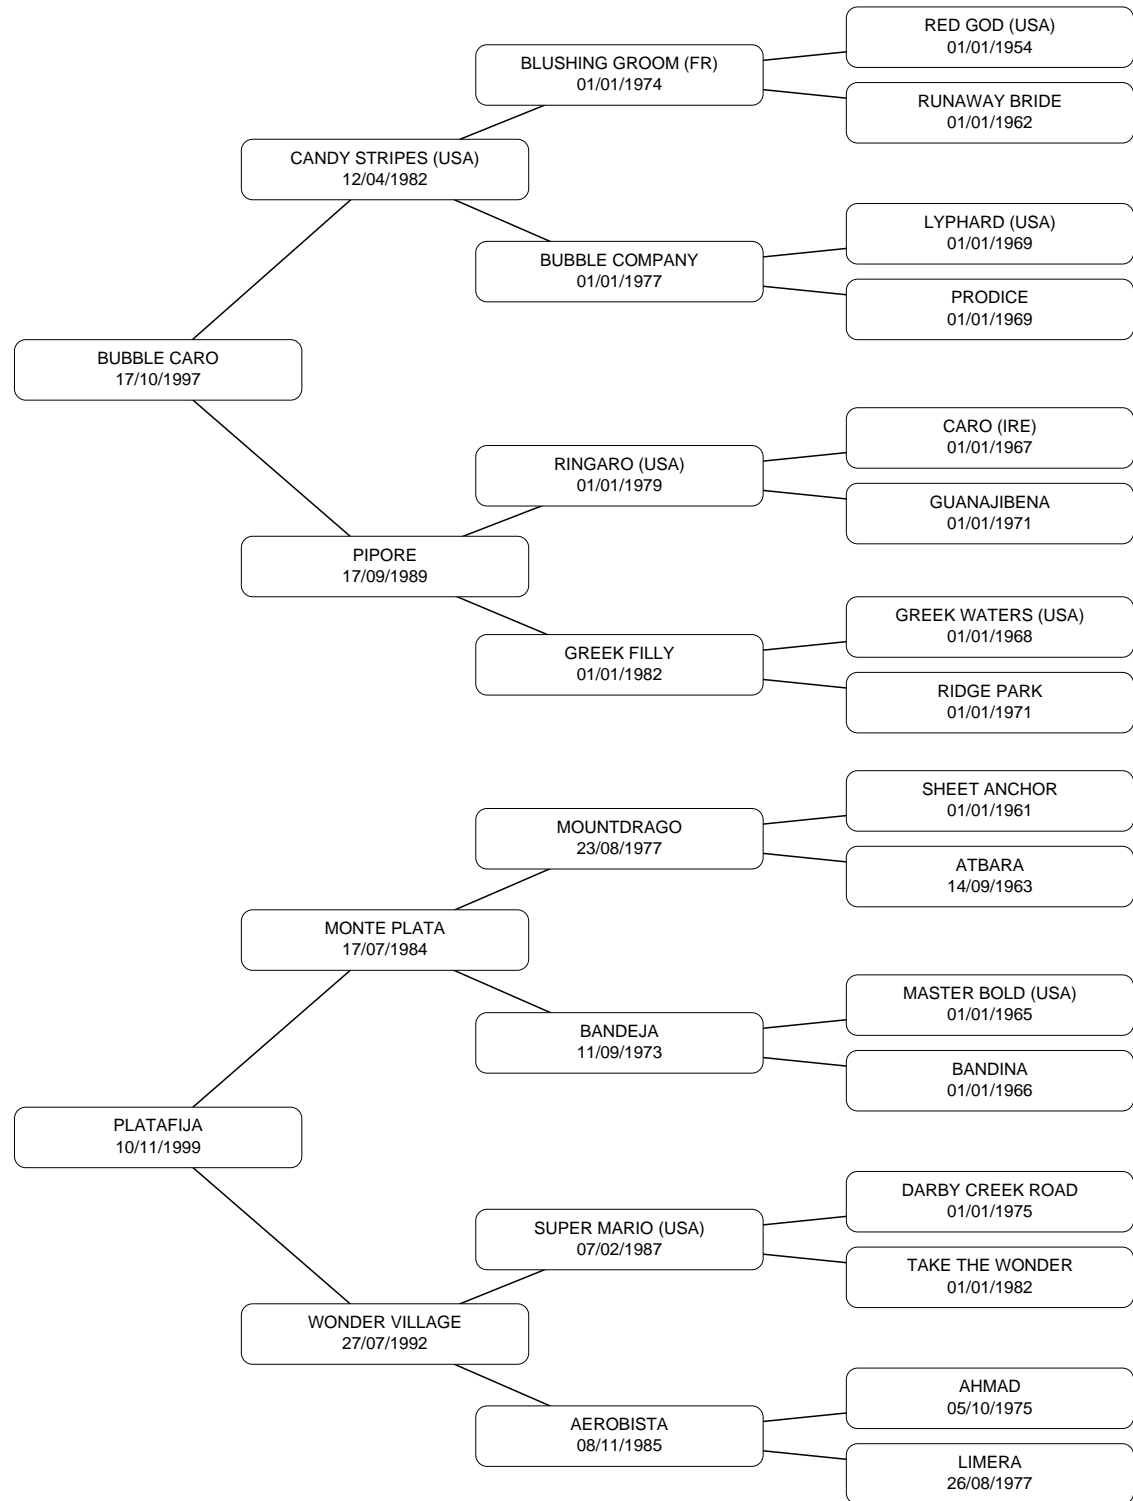 RED GOD (USA)
01/01/1954
BLUSHING GROOM (FR)
01/01/1974
RUNAWAY BRIDE
01/01/1962
CANDY STRIPES (USA)
12/04/1982
LYPHARD (USA)
01/01/1969
BUBBLE COMPANY
01/01/1977
PRODICE
01/01/1969
BUBBLE CARO
17/10/1997
CARO (IRE)
01/01/1967
RINGARO (USA)
01/01/1979
GUANAJIBENA
01/01/1971
PIPORE
17/09/1989
GREEK WATERS (USA)
01/01/1968
GREEK FILLY
01/01/1982
RIDGE PARK
01/01/1971
SHEET ANCHOR
01/01/1961
MOUNTDRAGO
23/08/1977
ATBARA
14/09/1963
MONTE PLATA
17/07/1984
MASTER BOLD (USA)
01/01/1965
BANDEJA
11/09/1973
BANDINA
01/01/1966
PLATAFIJA
10/11/1999
DARBY CREEK ROAD
01/01/1975
SUPER MARIO (USA)
07/02/1987
TAKE THE WONDER
01/01/1982
WONDER VILLAGE
27/07/1992
AHMAD
05/10/1975
AEROBISTA
08/11/1985
LIMERA
26/08/1977